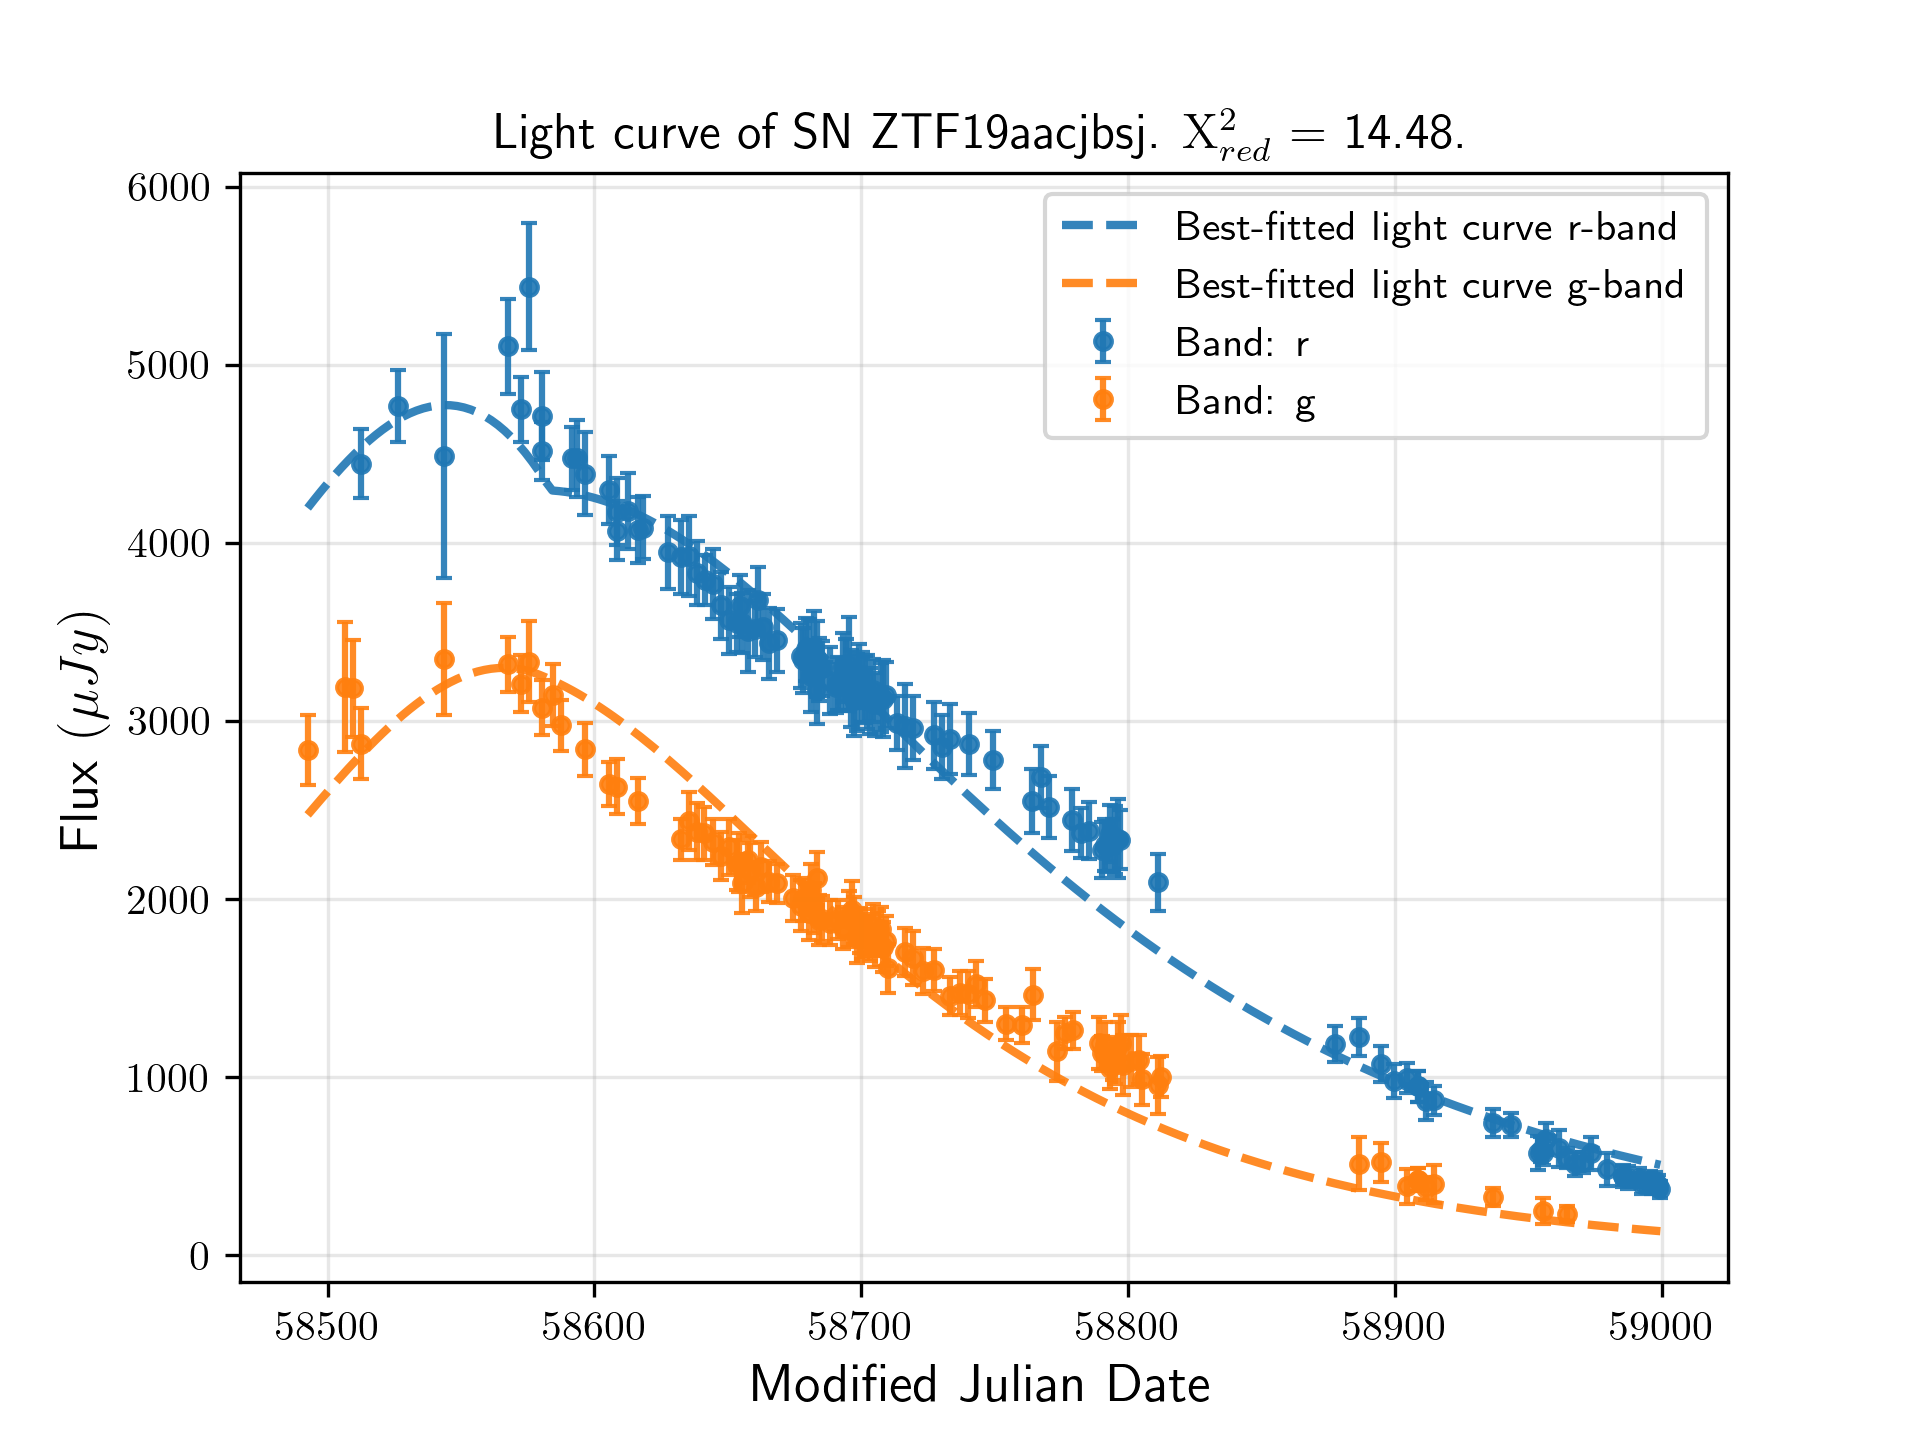 Light curve of SN ZTF19aacjbsj. X²_red = 14.48.
Best-fitted light curve r-band
Best-fitted light curve g-band
Band: r
Band: g
Flux (μJy)
6000
5000
4000
3000
2000
1000
0
58500 58600 58700 58800 58900 59000
Modified Julian Date